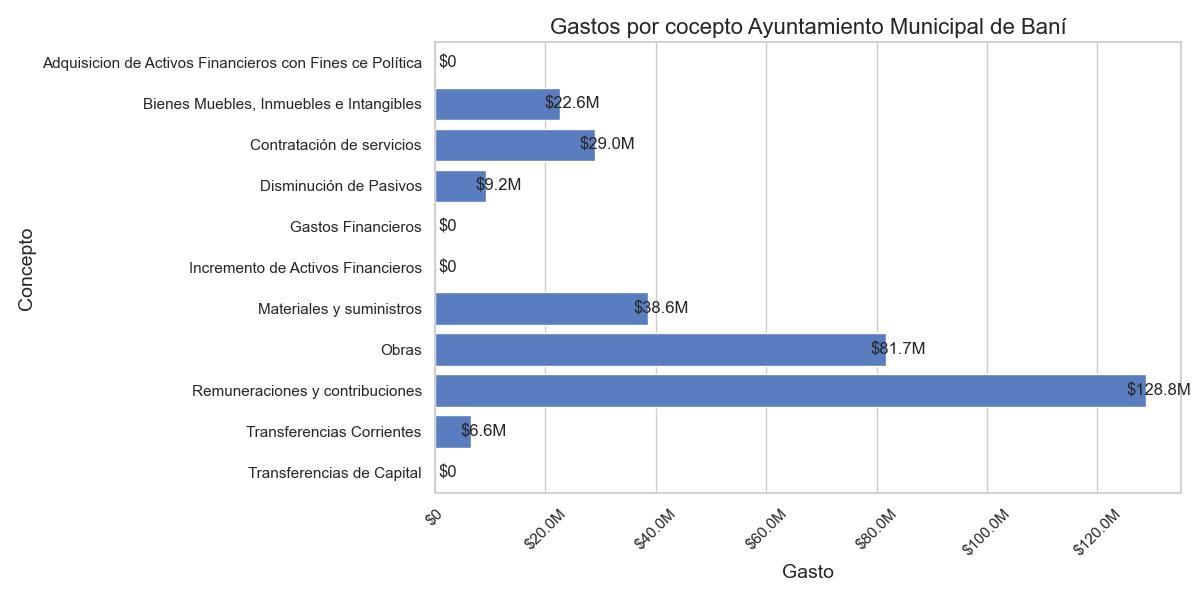 Gastos por cocepto Ayuntamiento Municipal de Baní
Concepto
Adquisicion de Activos Financieros con Fines ce Política $0
Bienes Muebles, Inmuebles e Intangibles $22.6M
Contratación de servicios $29.0M
Disminución de Pasivos $9.2M
Gastos Financieros $0
Incremento de Activos Financieros $0
Materiales y suministros $38.6M
Obras $81.7M
Remuneraciones y contribuciones $128.8M
Transferencias Corrientes $6.6M
Transferencias de Capital $0
$0 $20.0M $40.0M $60.0M $80.0M $100.0M $120.0M
Gasto